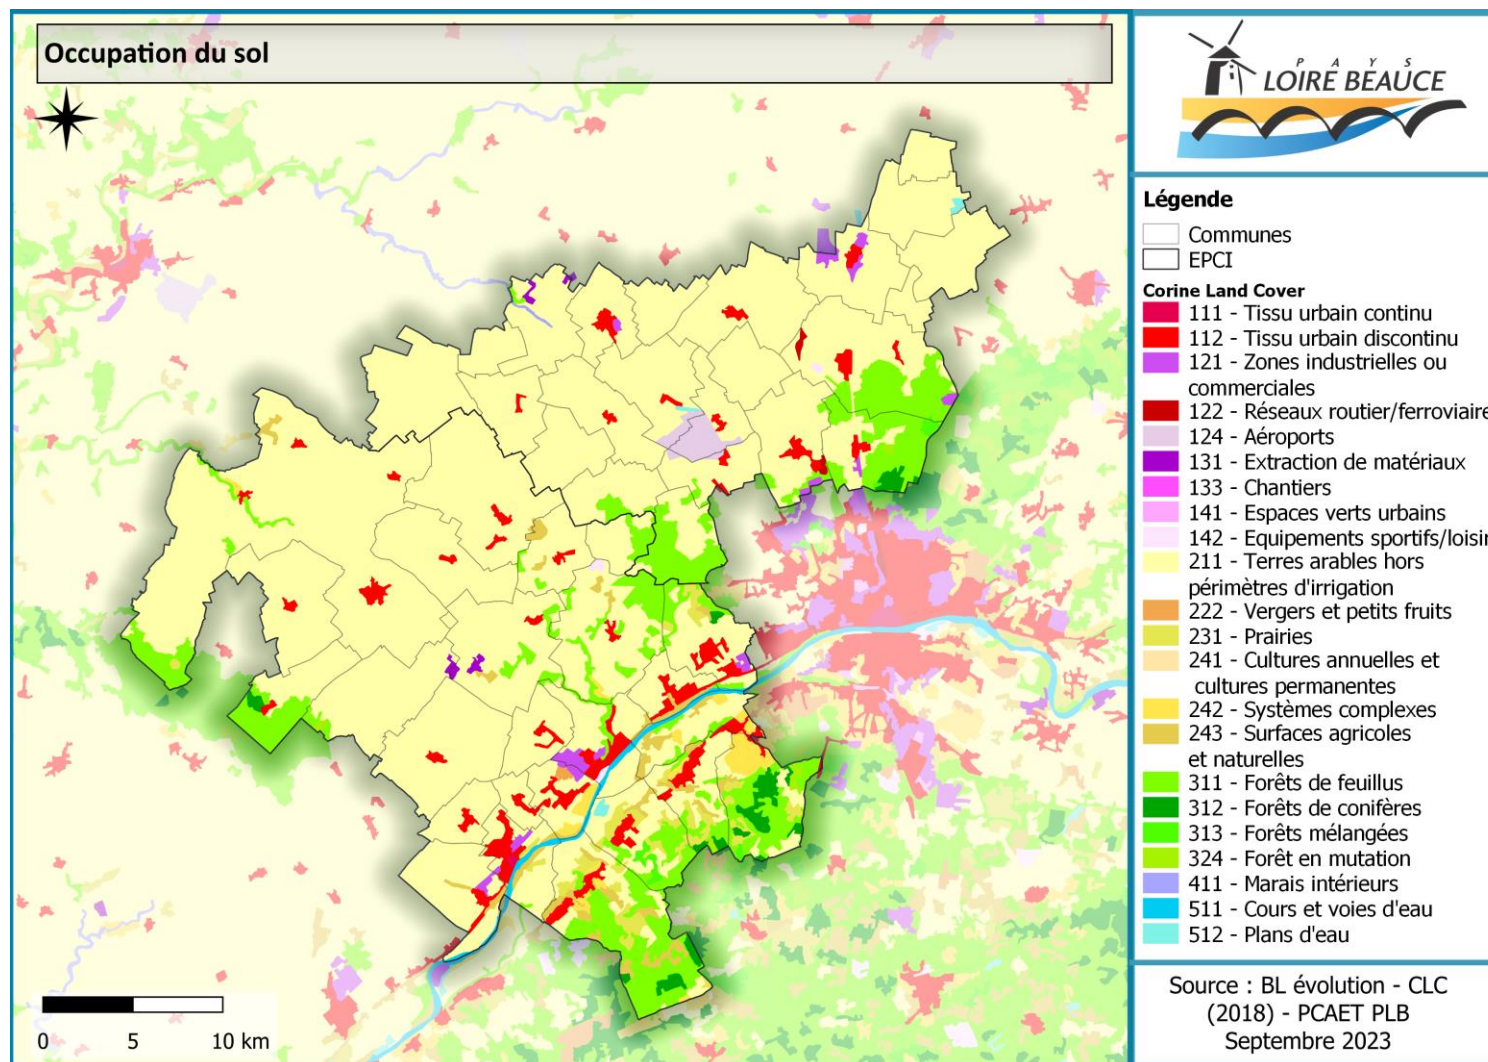 Occupation du sol
PAYS
LOIRE BEAUCE
Légende
Communes
EPCI
Corine Land Cover
111 - Tissu urbain continu
112 - Tissu urbain discontinu
121 - Zones industrielles ou
commerciales
122 - Réseaux routier/ferroviaire
124 - Aéroports
131 - Extraction de matériaux
133 - Chantiers
141 - Espaces verts urbains
142 - Equipements sportifs/loisir
211 - Terres arables hors
périmètres d'irrigation
222 - Vergers et petits fruits
231 - Prairies
241 - Cultures annuelles et
cultures permanentes
242 - Systèmes complexes
243 - Surfaces agricoles
et naturelles
311 - Forêts de feuillus
312 - Forêts de conifères
313 - Forêts mélangées
324 - Forêt en mutation
411 - Marais intérieurs
511 - Cours et voies d'eau
512 - Plans d'eau
0 5 10 km
Source : BL évolution - CLC
(2018) - PCAET PLB
Septembre 2023